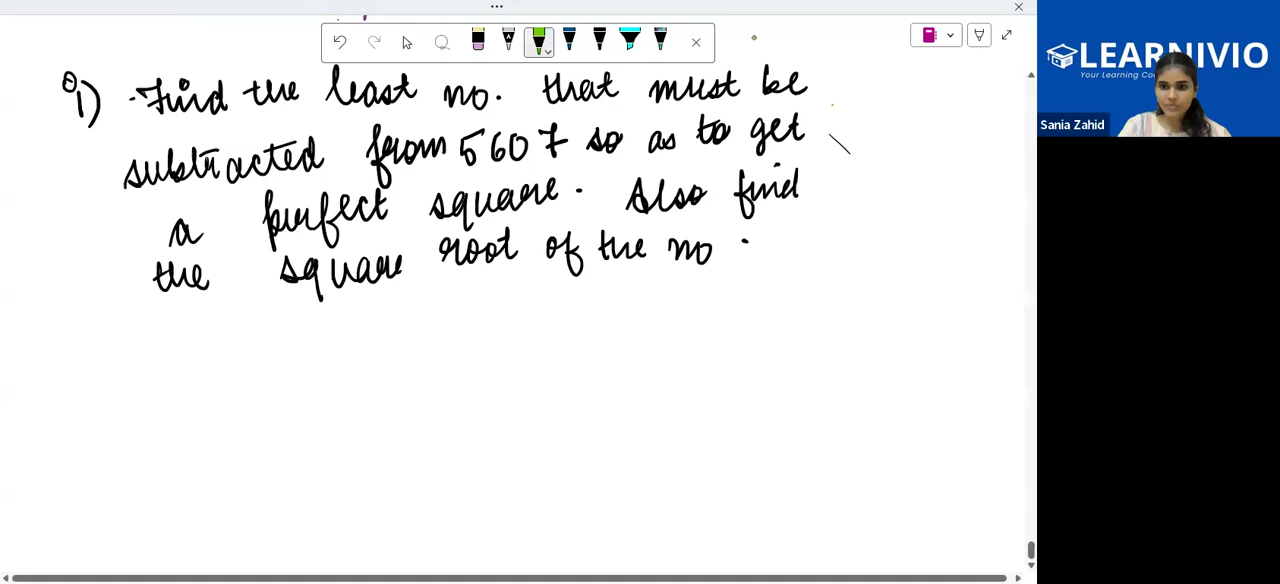 LEARNIVIO
Your Learning Co
Sania Zahid
Q1) Find the least no. that must be
subtracted from 5607 so as to get
a perfect square. Also find
the square root of the no.